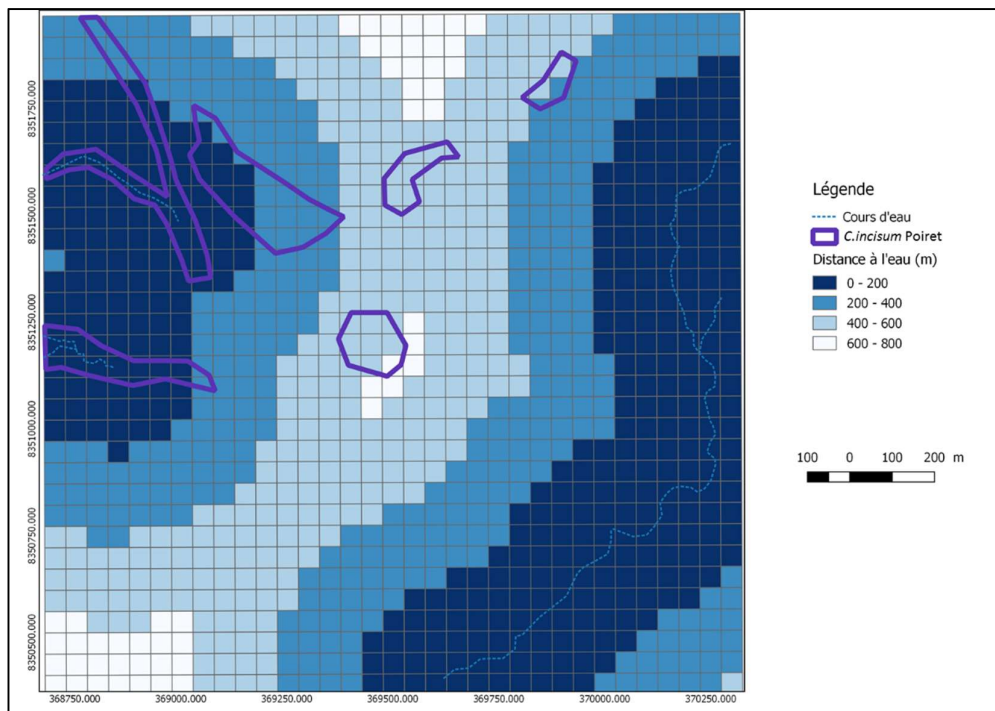 8351750.000
8351500.000
8351250.000
8351000.000
8350750.000
8350500.000
368750.000 369000.000 369250.000 369500.000 369750.000 370000.000 370250.000
Légende
Cours d'eau
C.incisum Poiret
Distance à l'eau (m)
0 - 200
200 - 400
400 - 600
600 - 800
100 0 100 200 m